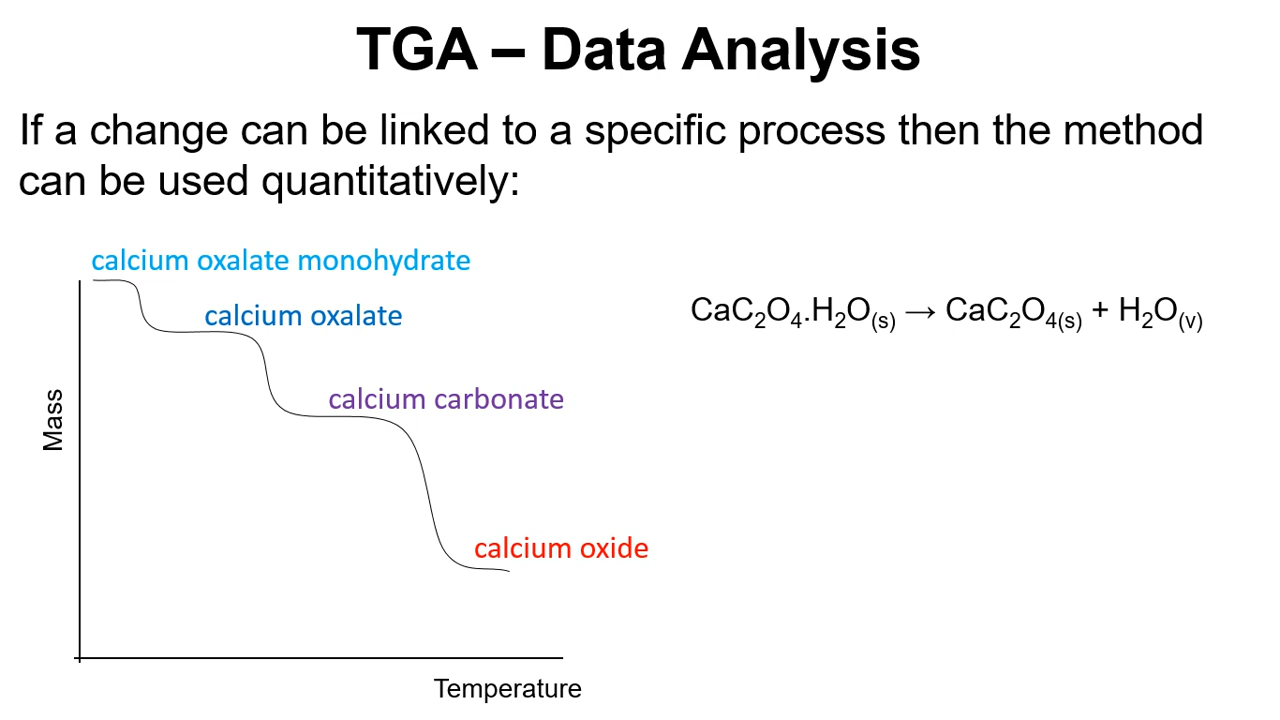 TGA – Data Analysis
If a change can be linked to a specific process then the method
can be used quantitatively:
calcium oxalate monohydrate
calcium oxalate
CaC₂O₄.H₂O₍ₛ₎ → CaC₂O₄₍ₛ₎ + H₂O₍ᵥ₎
calcium carbonate
Mass
calcium oxide
Temperature